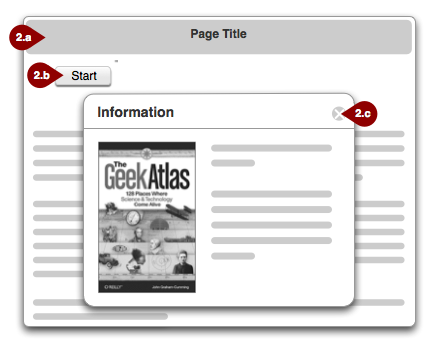 2.a
Page Title
2.b
Start
Information
2.c
The
Geek Atlas
128 Places Where
Science & Technology
Come Alive
O'REILLY
John Graham-Cumming